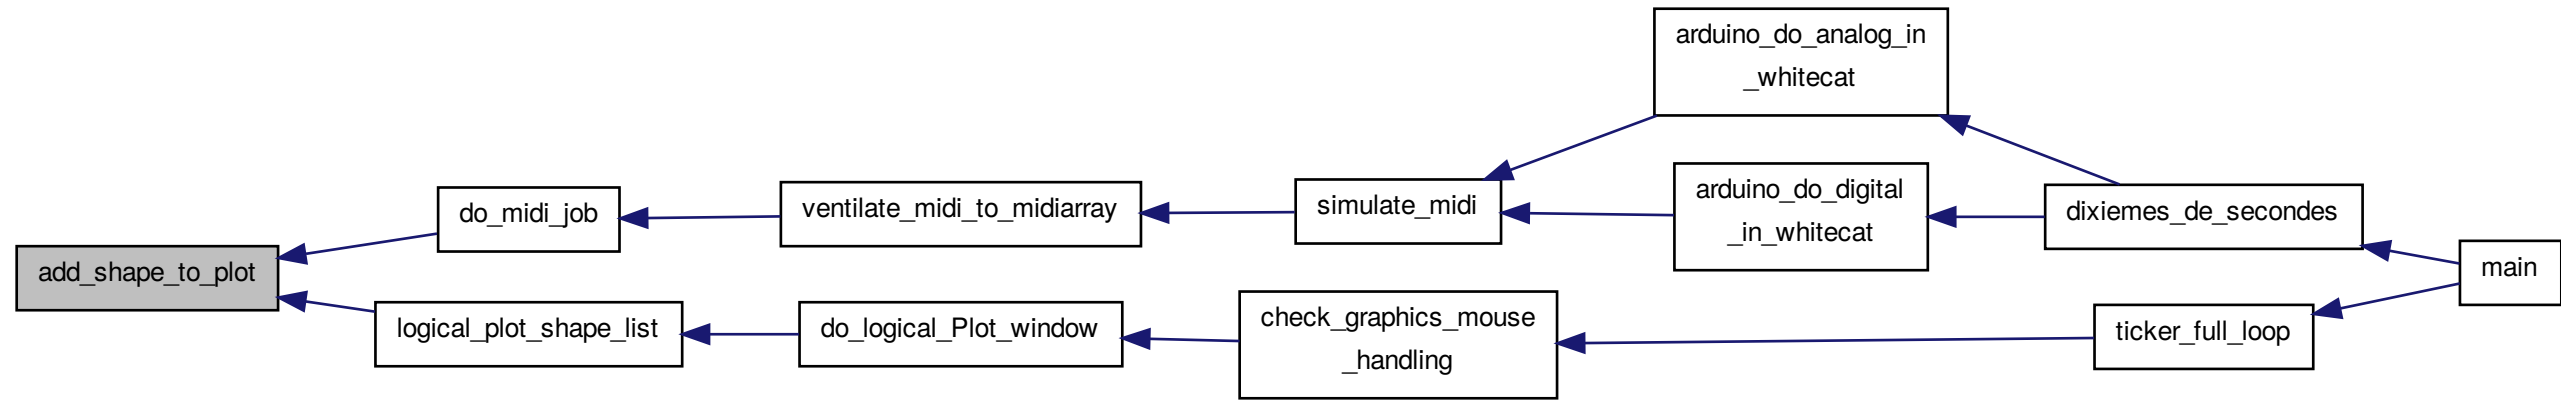 arduino_do_analog_in
_whitecat
arduino_do_digital
_in_whitecat
do_midi_job
ventilate_midi_to_midiarray
simulate_midi
dixiemes_de_secondes
add_shape_to_plot
main
logical_plot_shape_list
do_logical_Plot_window
check_graphics_mouse
_handling
ticker_full_loop